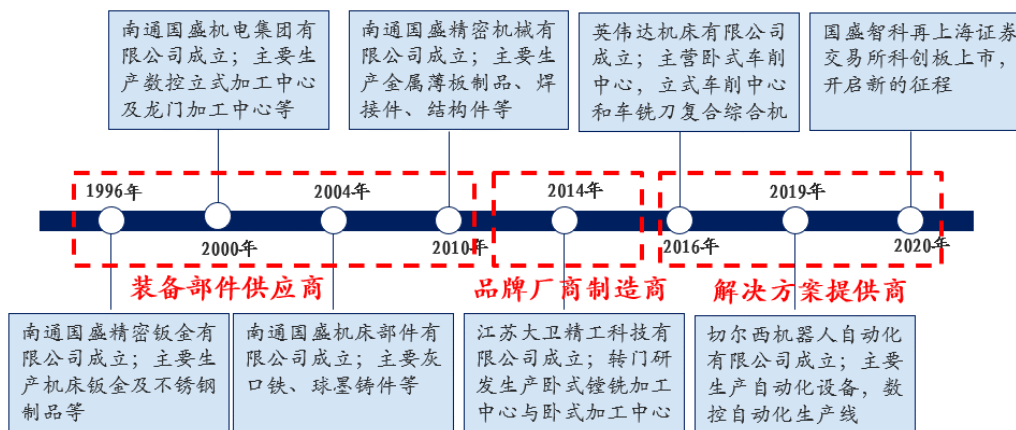 南通国盛机电集团有
限公司成立；主要生
产数控立式加工中心
及龙门加工中心等
南通国盛精密机械有
限公司成立；主要生
产金属薄板制品、焊
接件、结构件等
英伟达机床有限公司
成立；主营卧式车削
中心，立式车削中心
和车铣刀复合综合机
国盛智科再上海证券
交易所科创板上市，
开启新的征程
1996年
2004年
2014年
2019年
2000年
2010年
2016年
2020年
装备部件供应商
品牌厂商制造商
解决方案提供商
南通国盛精密钣金有
限公司成立；主要生
产机床钣金及不锈钢
制品等
南通国盛机床部件有
限公司成立；主要灰
口铁、球墨铸件等
江苏大卫精工科技有
限公司成立；转门研
发生产卧式镗铣加工
中心与卧式加工中心
切尔西机器人自动化
有限公司成立；主要
生产自动化设备，数
控自动化生产线